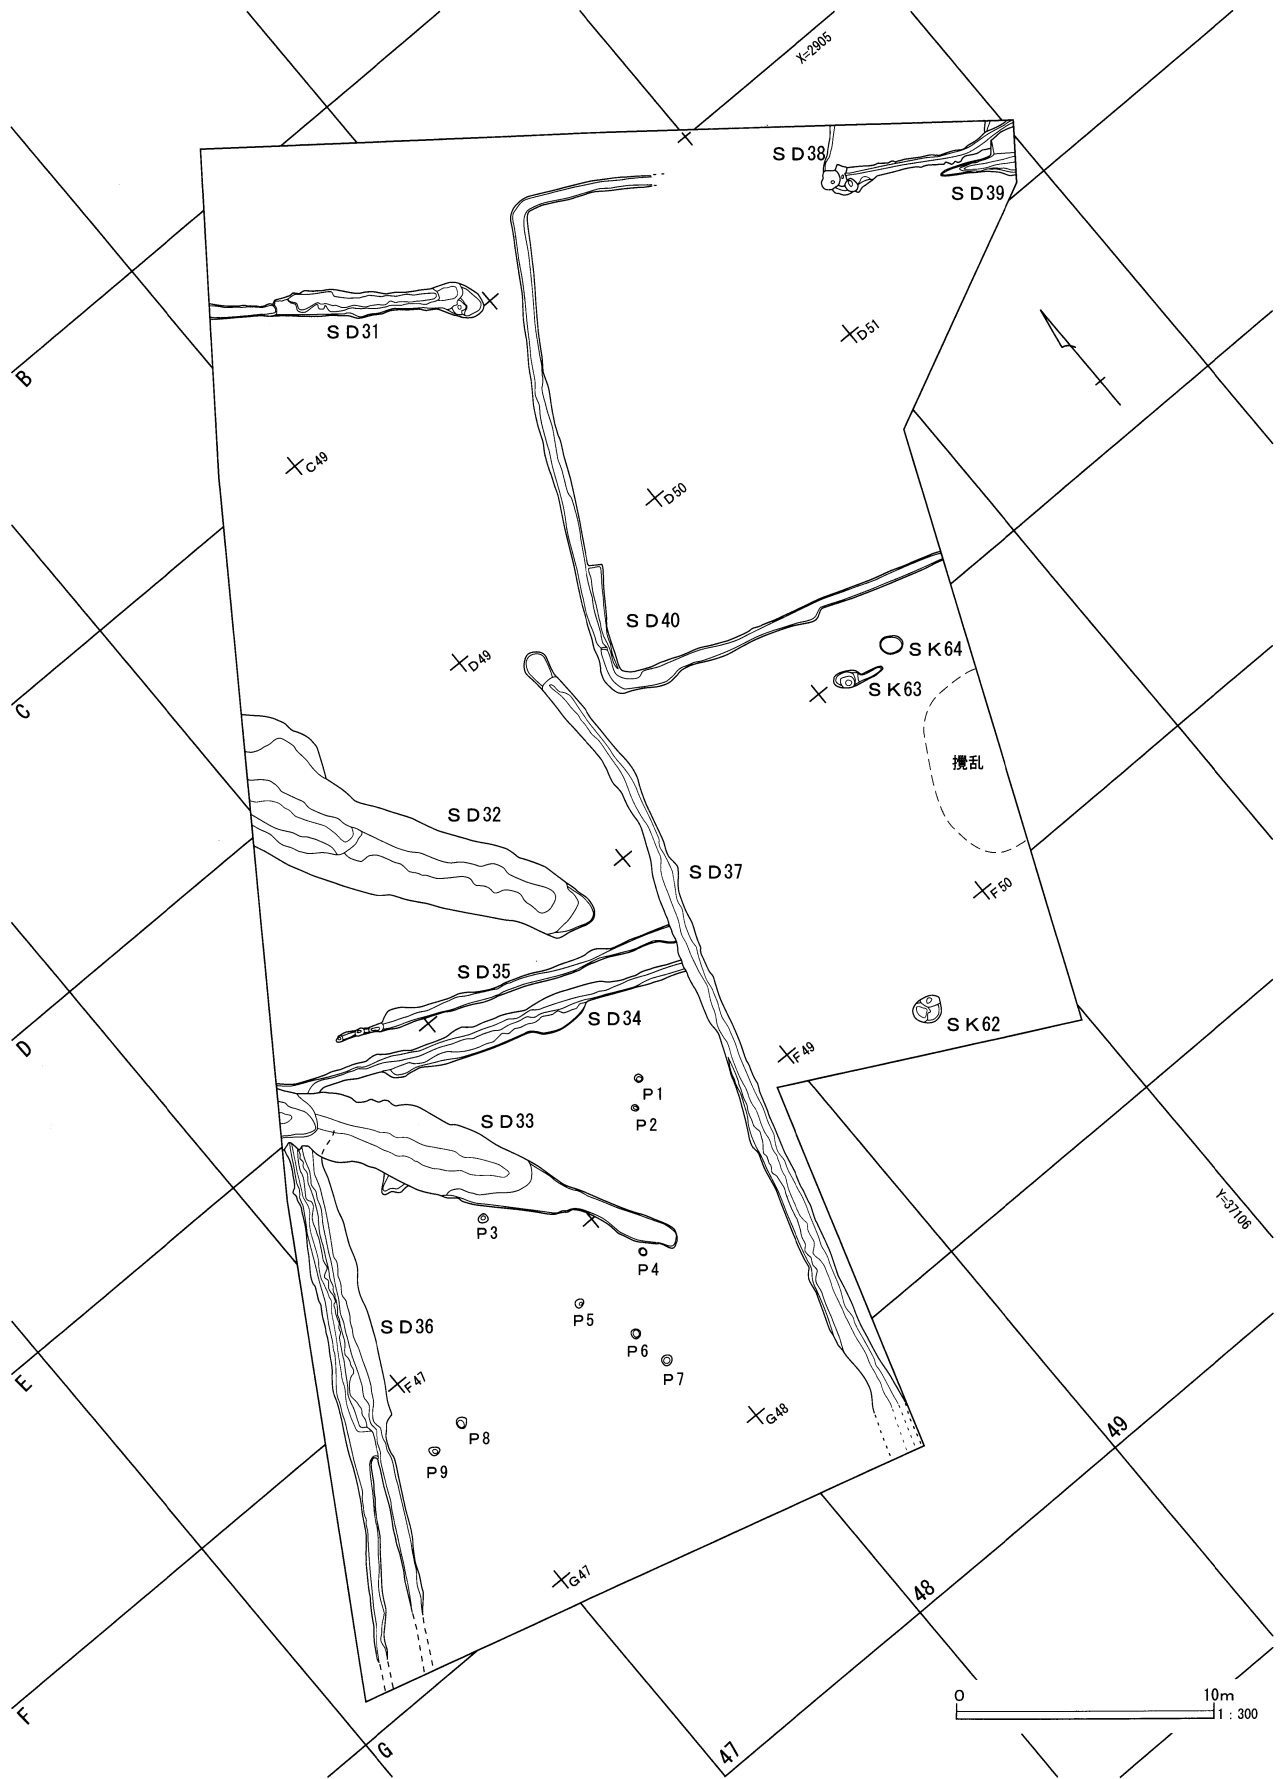 X=2905
SD38
SD39
SD31
D51
B
C49
D50
SD40
D49
SK64
SK63
C
攪乱
SD32
SD37
F50
SD35
SD34
SK62
D
F49
P1
P2
SD33
Y=37106
P3
P4
P5
SD36
P6
P7
E
F47
G48
P8
P9
49
G47
48
F
G
47
0 10m
1:300